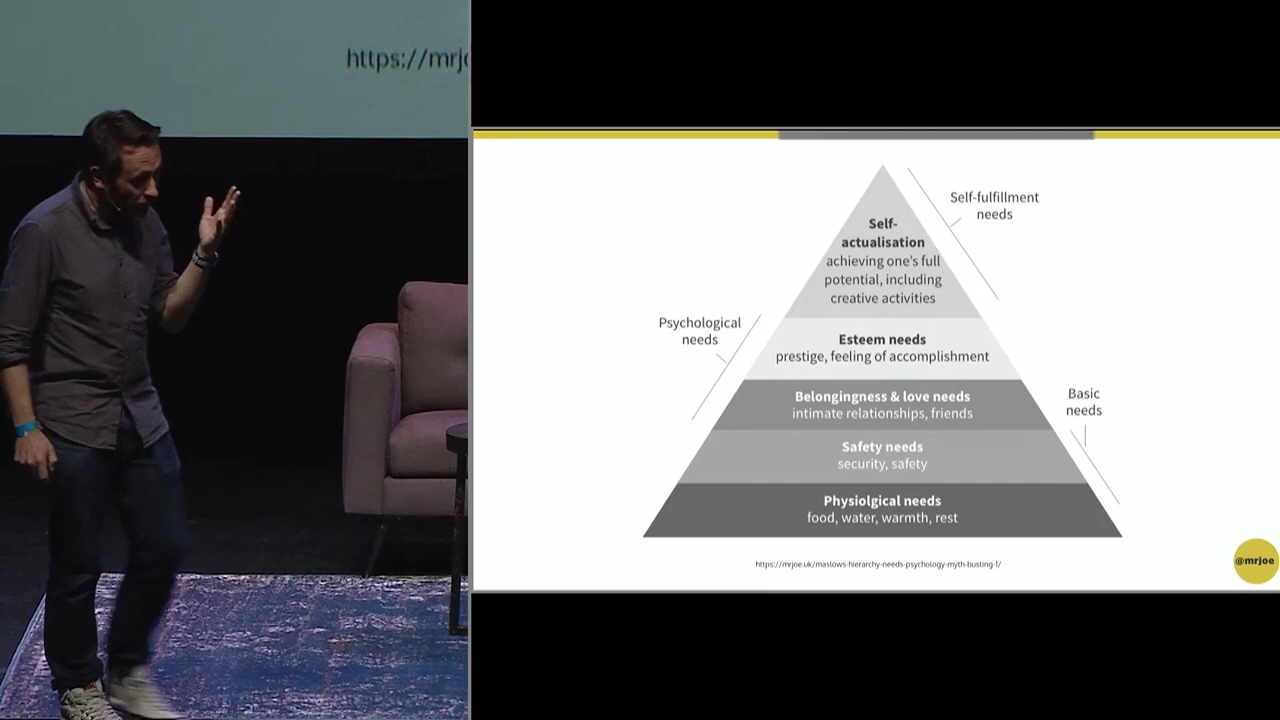 https://mrj
Self-fulfillment
needs
Self-
actualisation
achieving one's full
potential, including
creative activities
Psychological
needs
Esteem needs
prestige, feeling of accomplishment
Belongingness & love needs
intimate relationships, friends
Basic
needs
Safety needs
security, safety
Physiolgical needs
food, water, warmth, rest
https://mrjoe.uk/maslows-hierarchy-needs-psychology-myth-busting-1/
@mrjoe